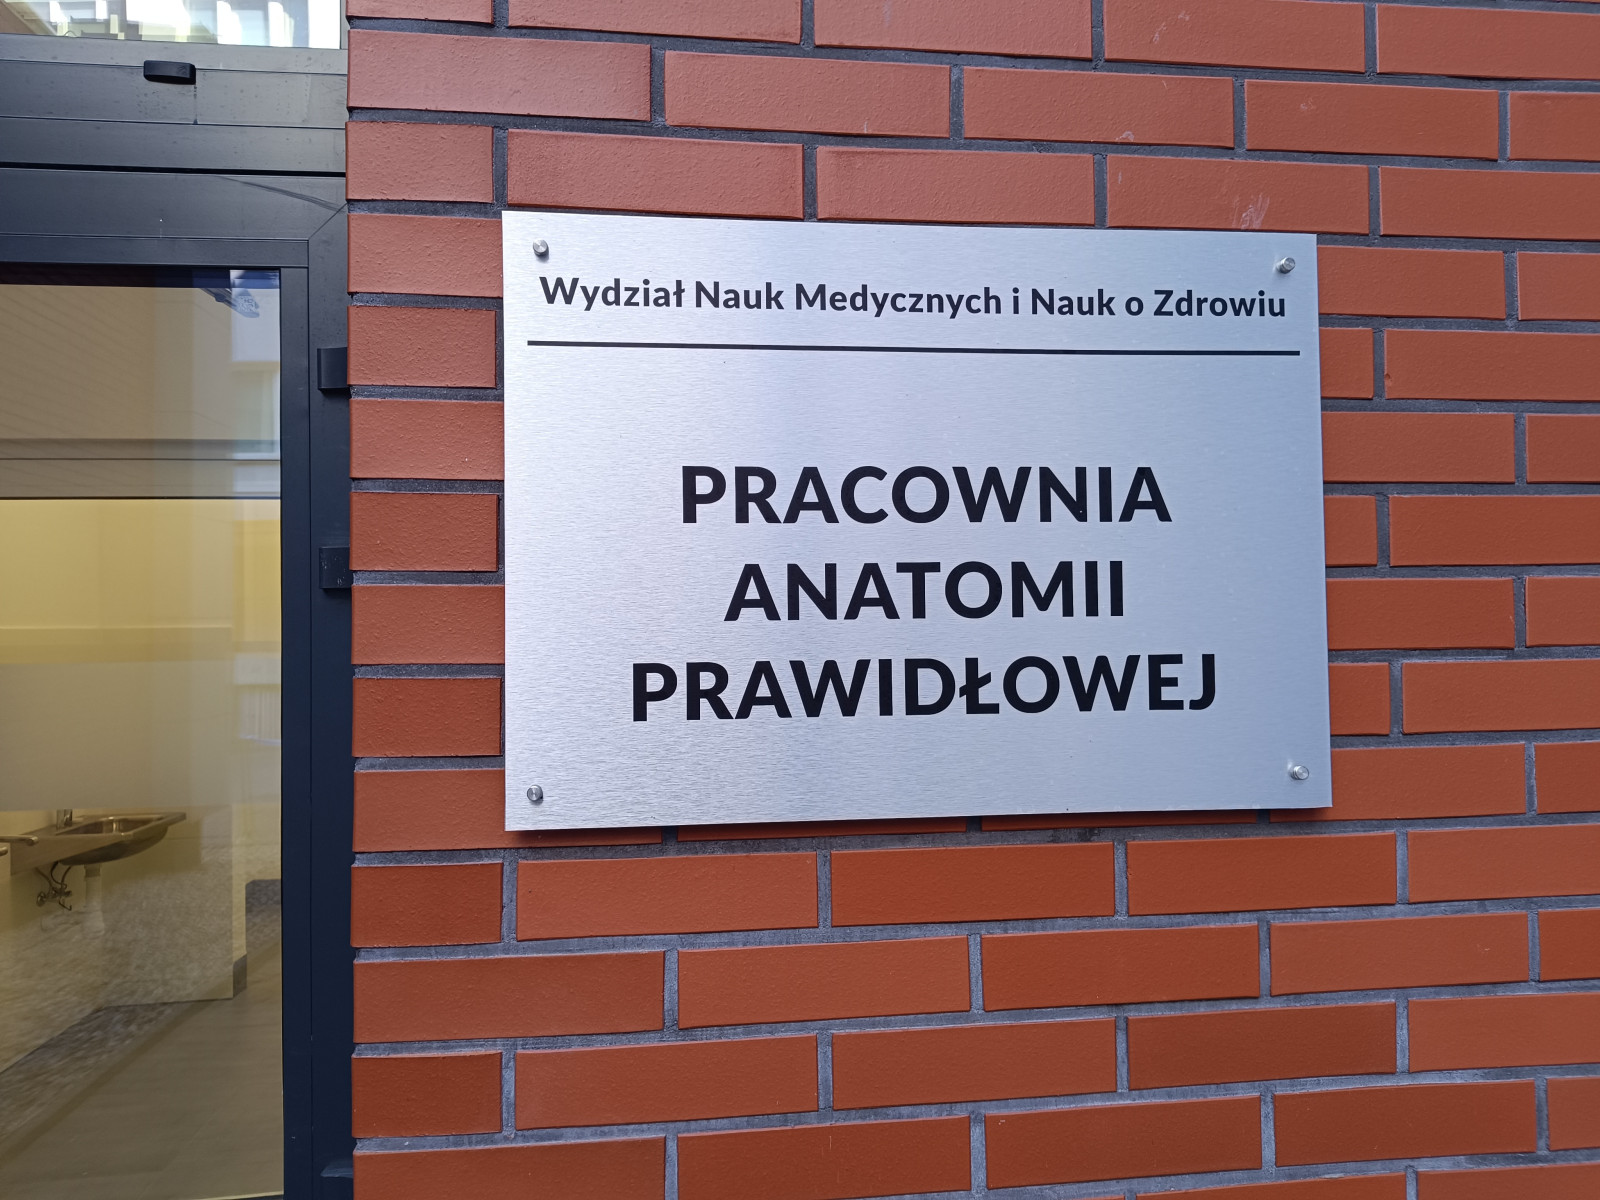 Wydział Nauk Medycznych i Nauk o Zdrowiu
PRACOWNIA
ANATOMII
PRAWIDŁOWEJ